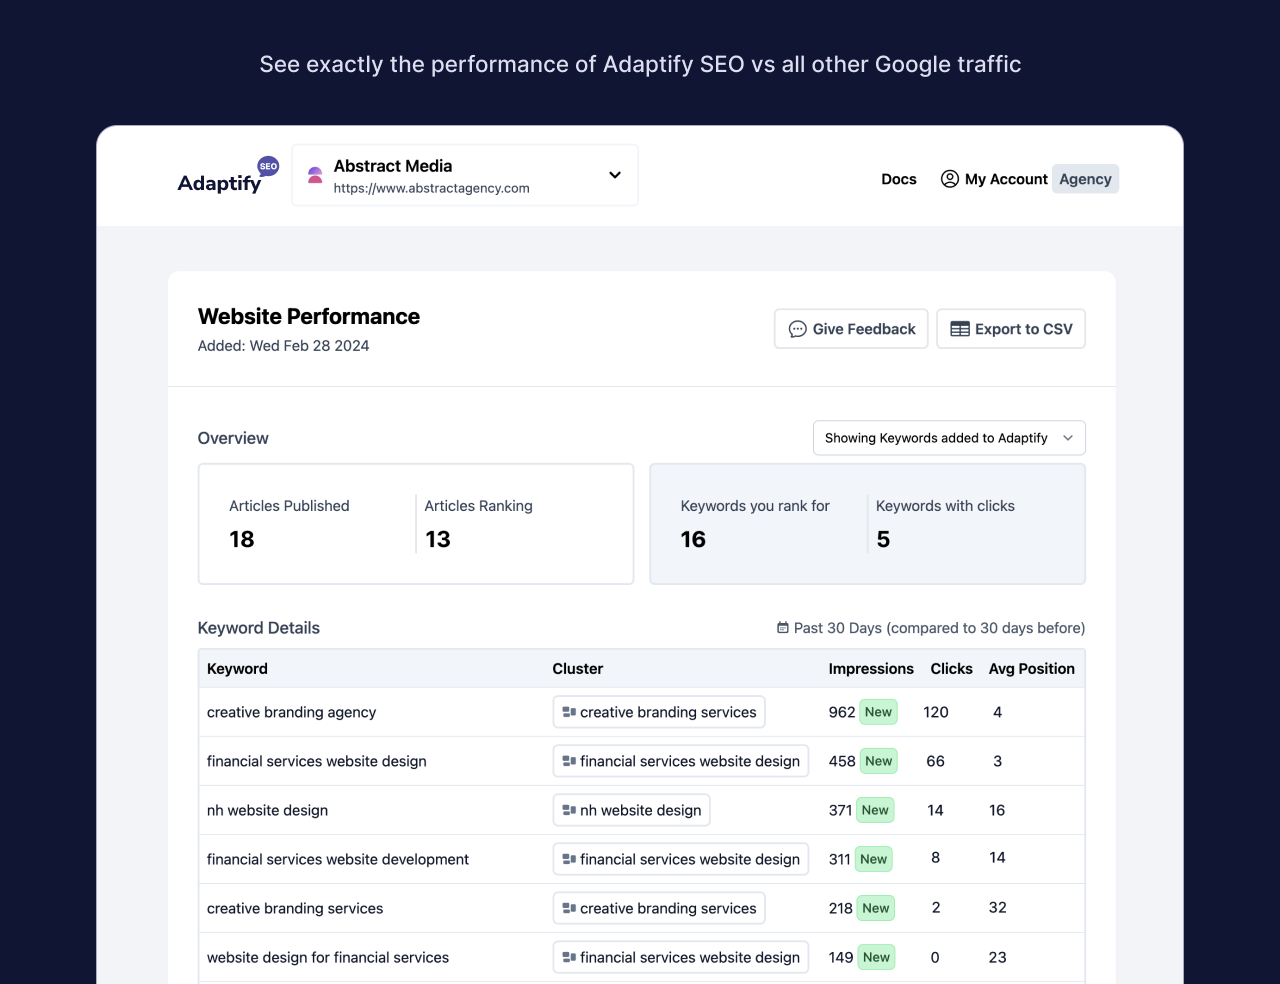 See exactly the performance of Adaptify SEO vs all other Google traffic
Adaptify SEO
Abstract Media
https://www.abstractagency.com
Docs
My Account
Agency
Website Performance
Added: Wed Feb 28 2024
Give Feedback
Export to CSV
Overview
Showing Keywords added to Adaptify
Articles Published
18
Articles Ranking
13
Keywords you rank for
16
Keywords with clicks
5
Keyword Details
Past 30 Days (compared to 30 days before)
Keyword Cluster Impressions Clicks Avg Position
creative branding agency creative branding services 962 New 120 4
financial services website design financial services website design 458 New 66 3
nh website design nh website design 371 New 14 16
financial services website development financial services website design 311 New 8 14
creative branding services creative branding services 218 New 2 32
website design for financial services financial services website design 149 New 0 23